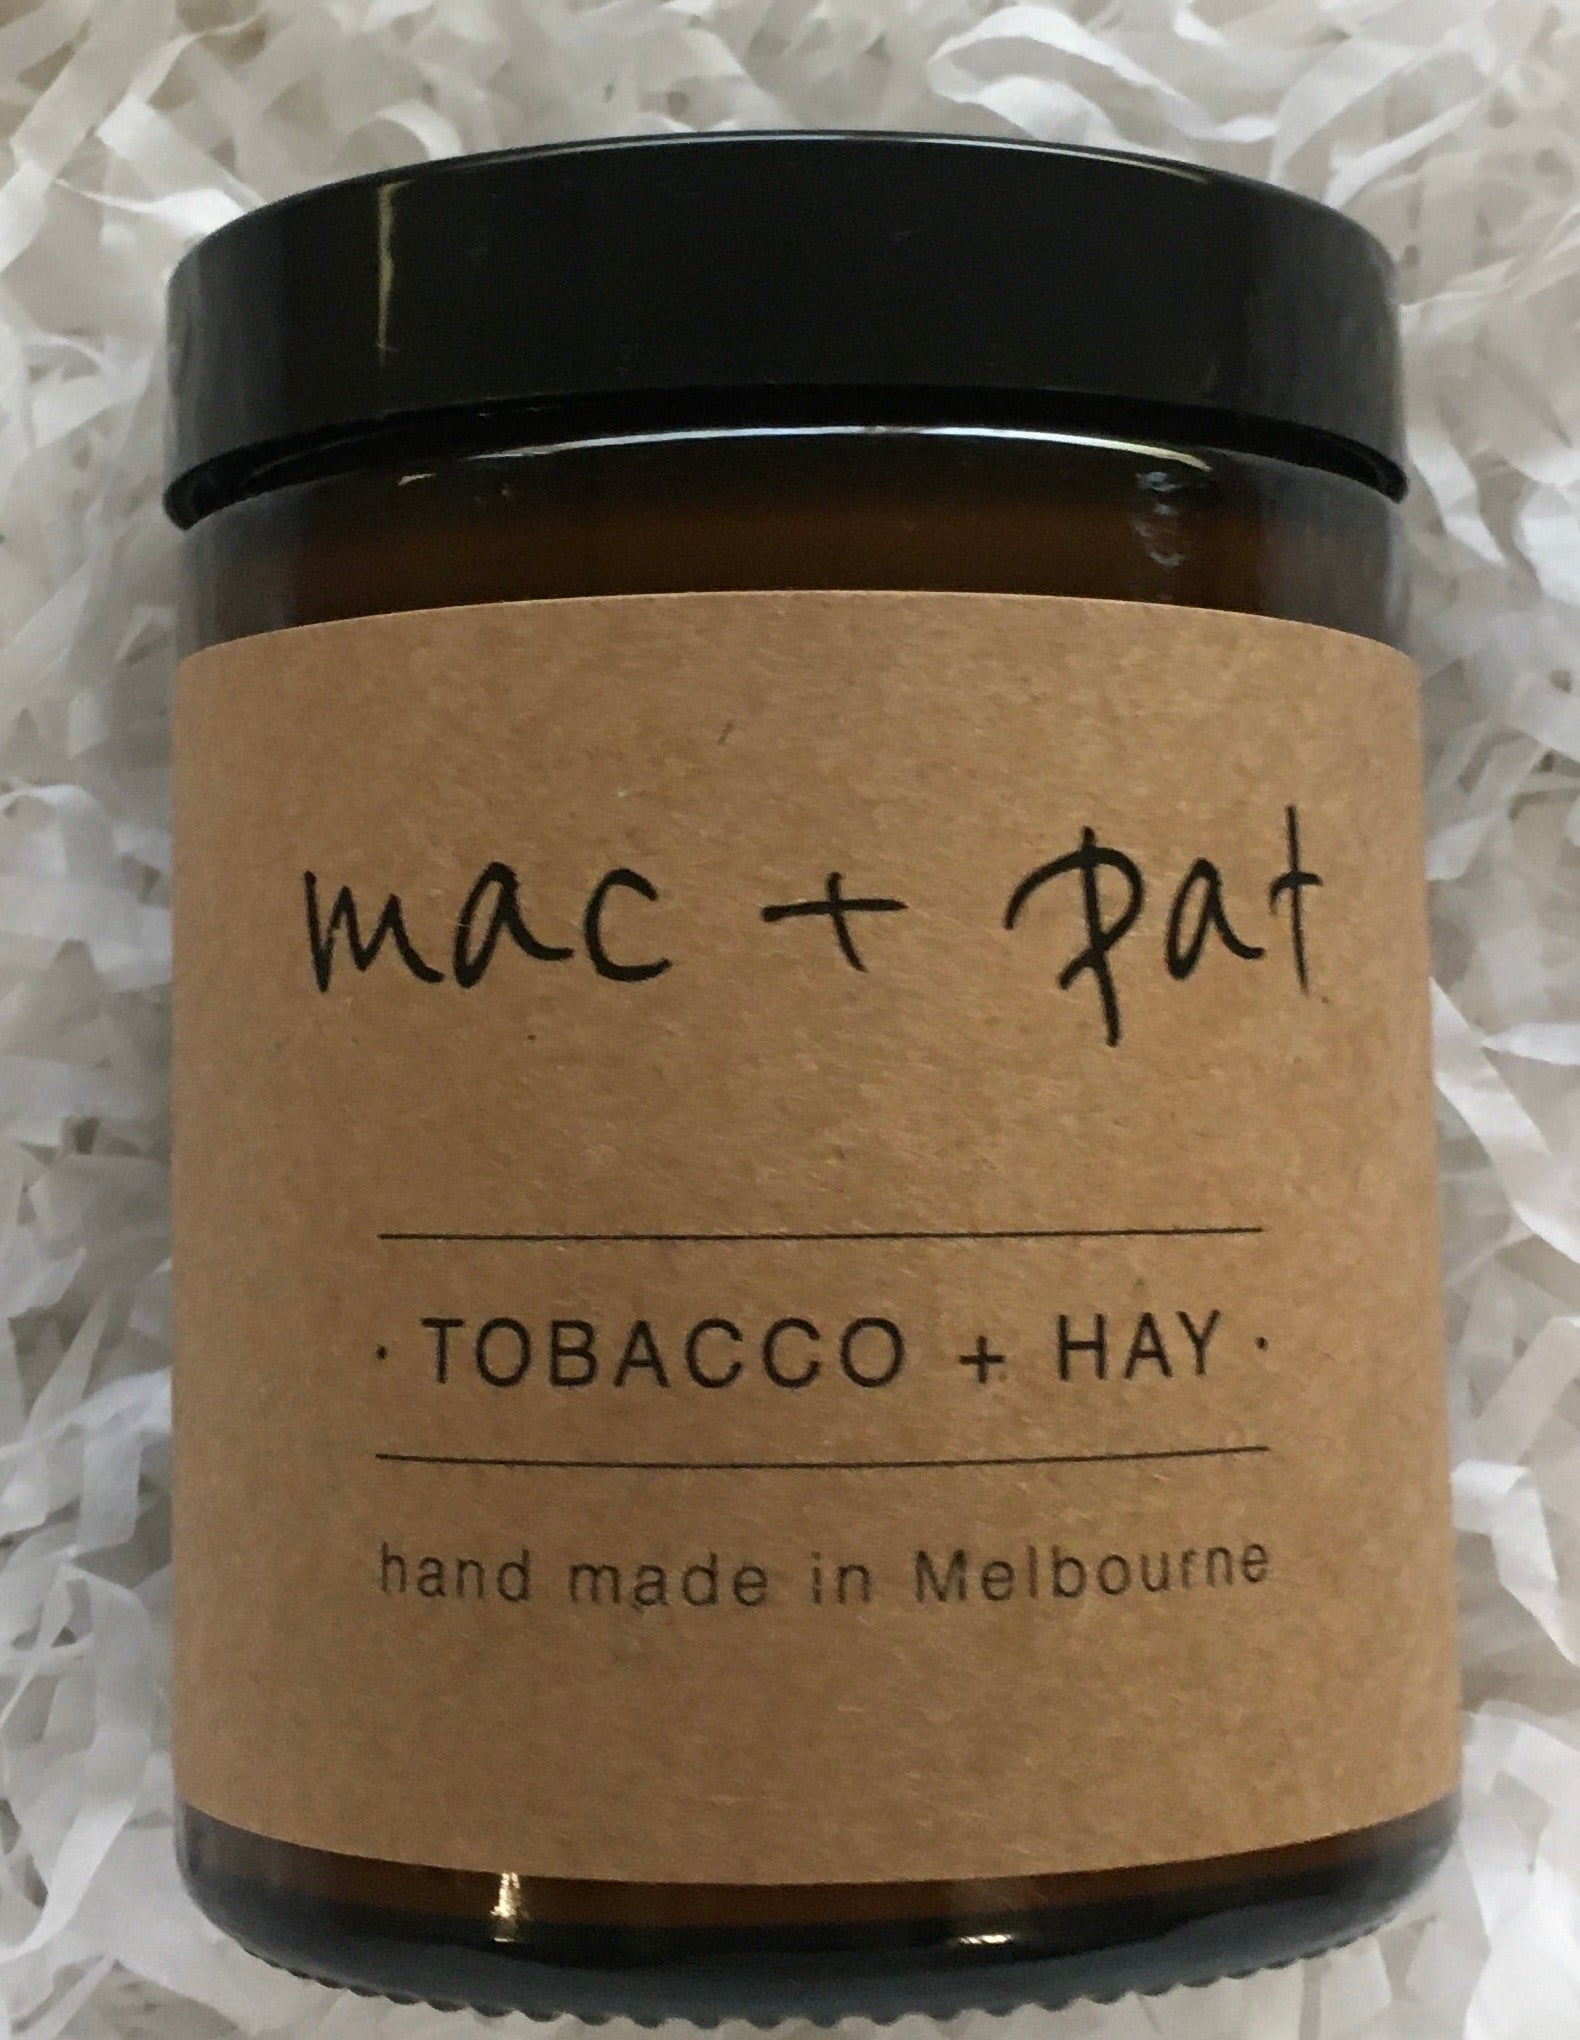 mac + pat
· TOBACCO + HAY ·
hand made in Melbourne